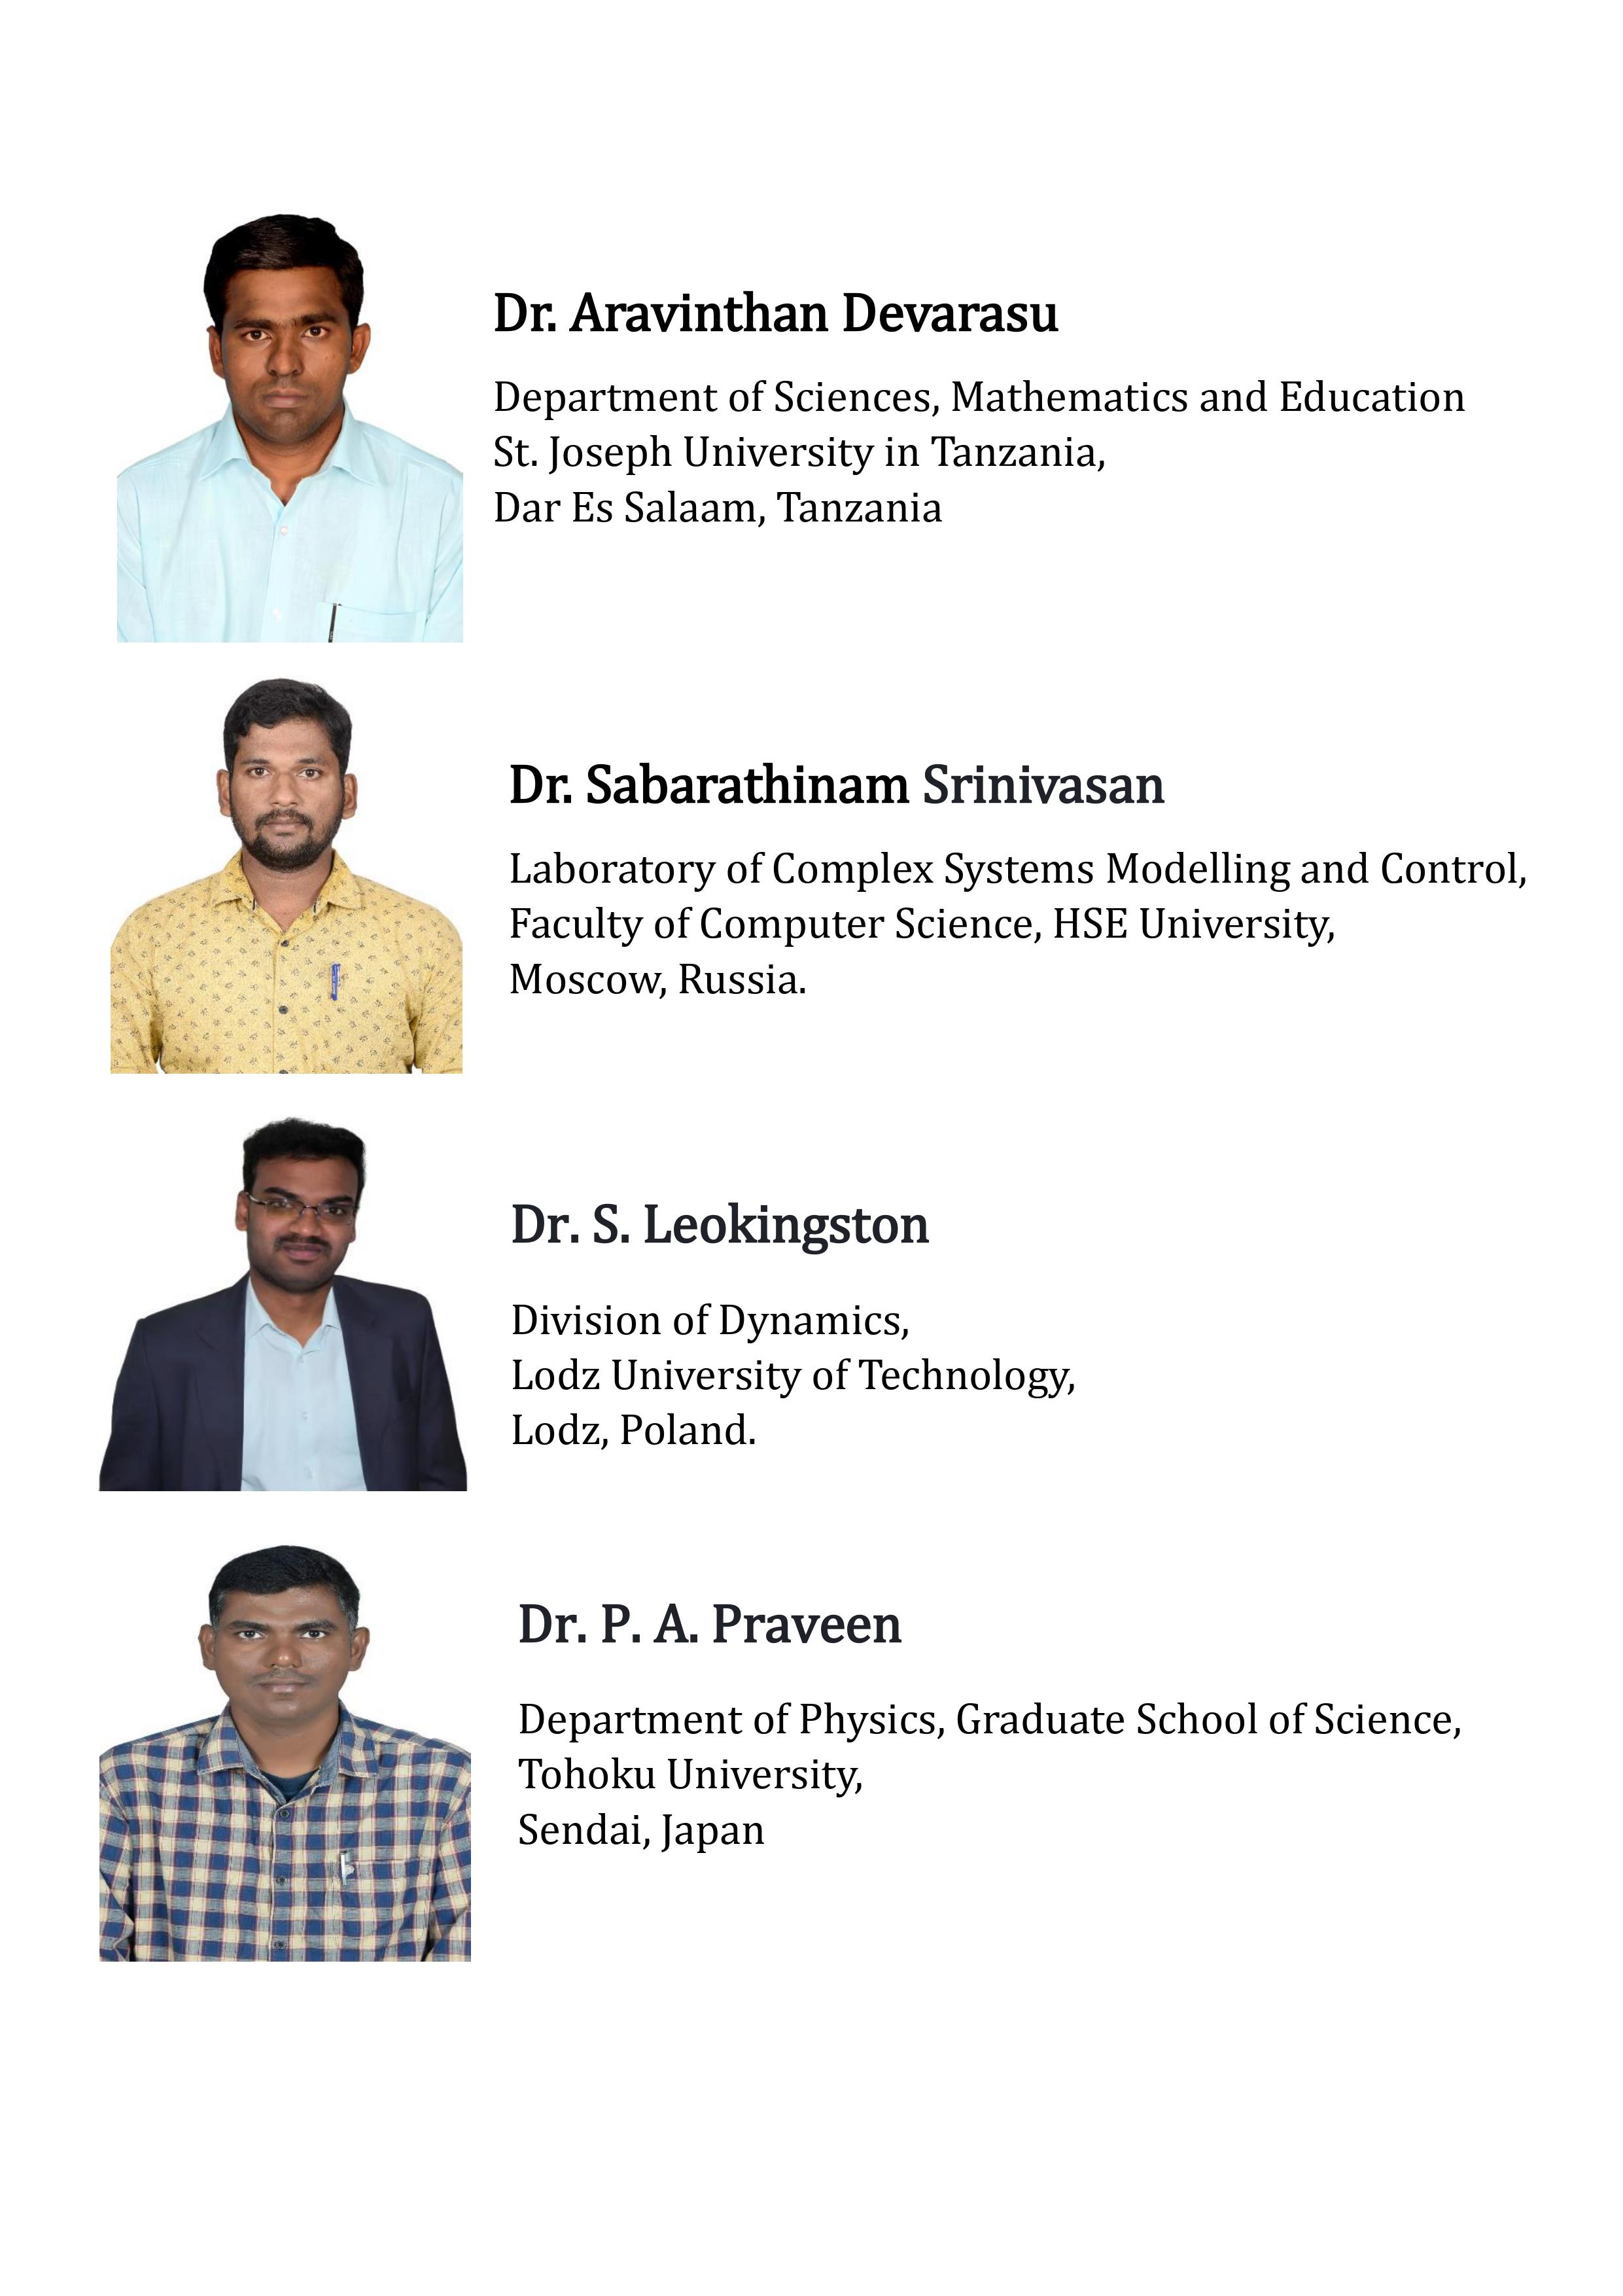 Dr. Aravinthan Devarasu
Department of Sciences, Mathematics and Education
St. Joseph University in Tanzania,
Dar Es Salaam, Tanzania
Dr. Sabarathinam Srinivasan
Laboratory of Complex Systems Modelling and Control,
Faculty of Computer Science, HSE University,
Moscow, Russia.
Dr. S. Leokingston
Division of Dynamics,
Lodz University of Technology,
Lodz, Poland.
Dr. P. A. Praveen
Department of Physics, Graduate School of Science,
Tohoku University,
Sendai, Japan